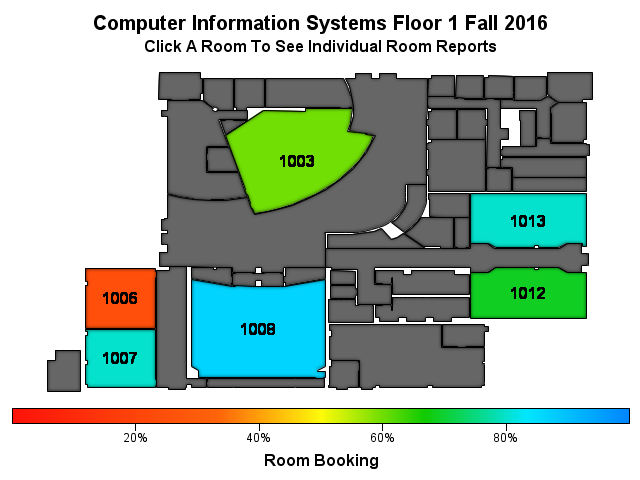 Computer Information Systems Floor 1 Fall 2016
Click A Room To See Individual Room Reports
1003
1013
1006
1012
1008
1007
20% 40% 60% 80%
Room Booking